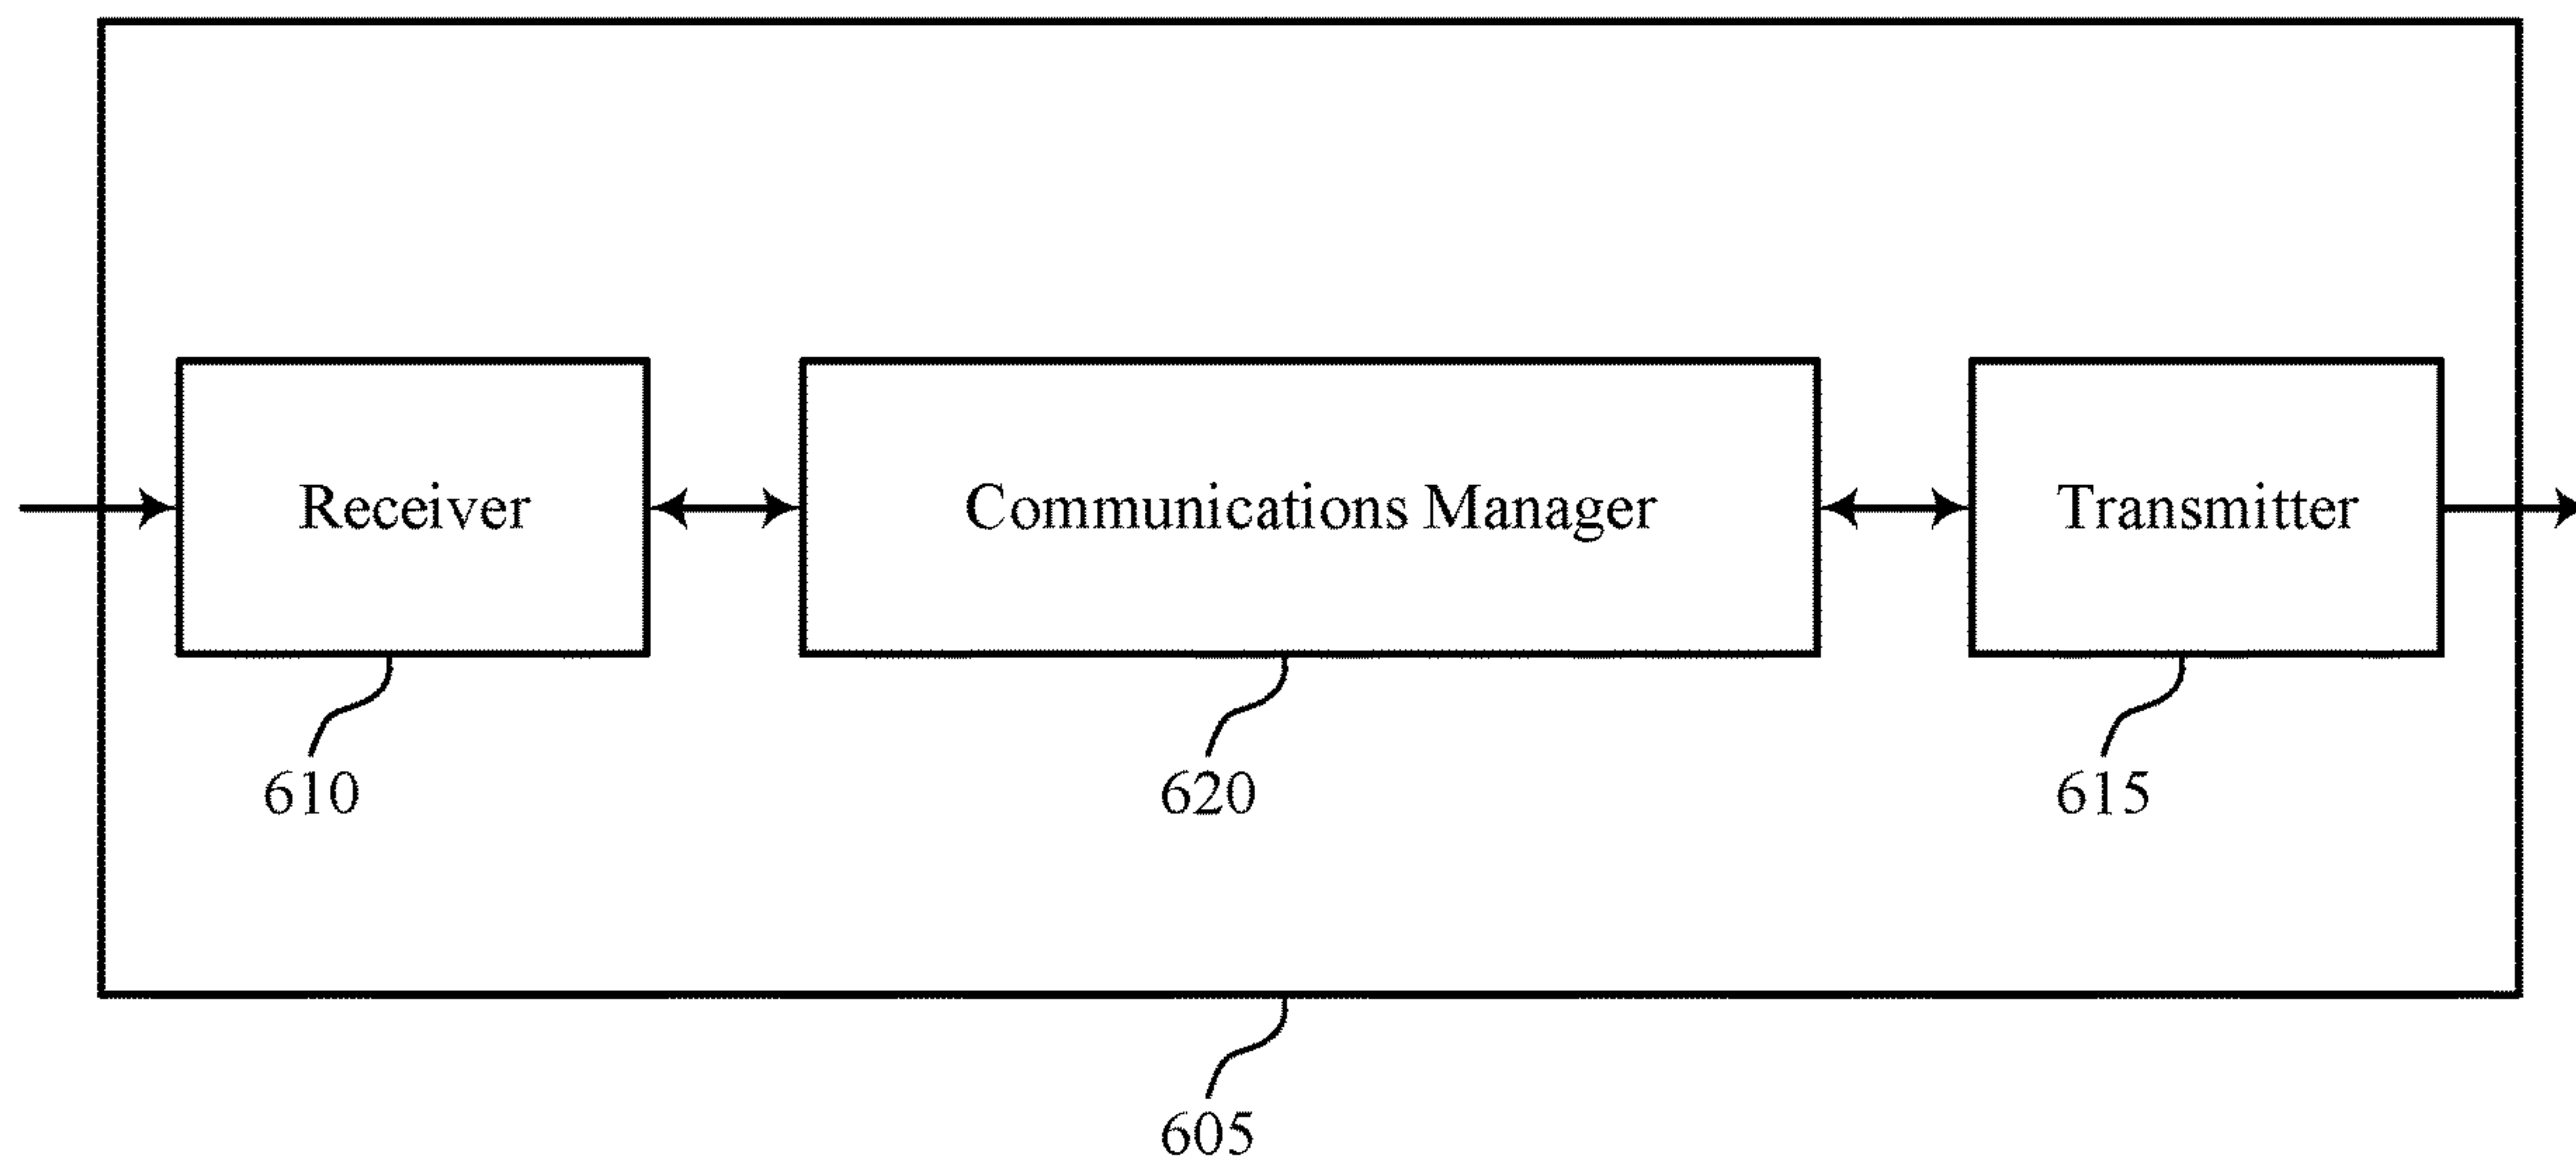 Receiver
Communications Manager
Transmitter
610
620
615
605